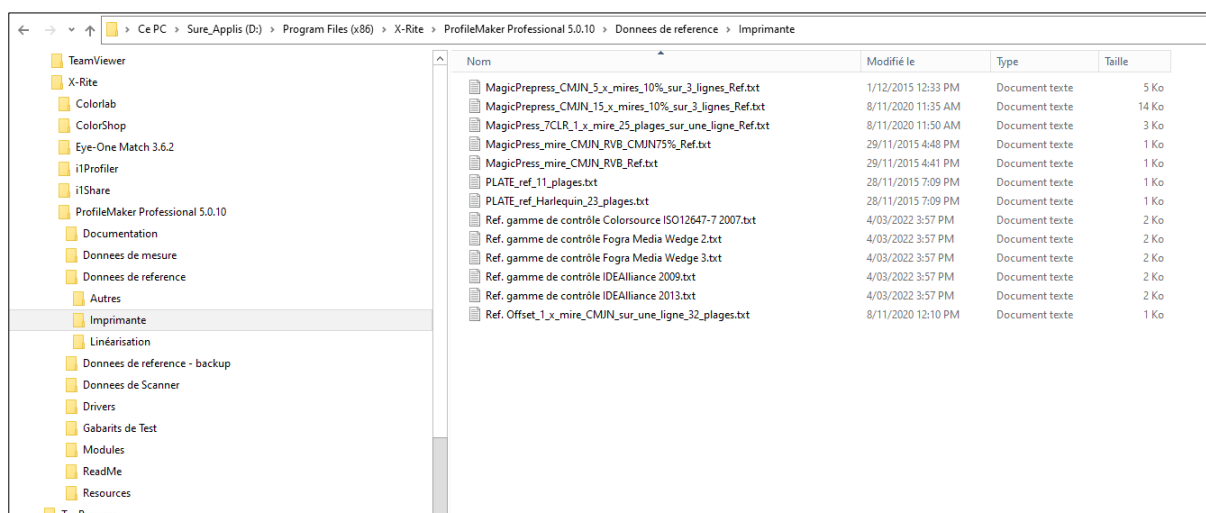 Ce PC > Sure_Applis (D:) > Program Files (x86) > X-Rite > ProfileMaker Professional 5.0.10 > Donnees de reference > Imprimante
TeamViewer
X-Rite
Colorlab
ColorShop
Eye-One Match 3.6.2
i1Profiler
i1Share
ProfileMaker Professional 5.0.10
Documentation
Donnees de mesure
Donnees de reference
Autres
Imprimante
Linéarisation
Donnees de reference - backup
Donnees de Scanner
Drivers
Gabarits de Test
Modules
ReadMe
Resources
Nom Modifié le Type Taille
MagicPrepress_CMJN_5_x_mires_10%_sur_3_lignes_Ref.txt 1/12/2015 12:33 PM Document texte 5 Ko
MagicPrepress_CMJN_15_x_mires_10%_sur_3_lignes_Ref.txt 8/11/2020 11:35 AM Document texte 14 Ko
MagicPress_7CLR_1_x_mire_25_plages_sur_une_ligne_Ref.txt 8/11/2020 11:50 AM Document texte 3 Ko
MagicPress_mire_CMJN_RVB_CMJN75%_Ref.txt 29/11/2015 4:48 PM Document texte 1 Ko
MagicPress_mire_CMJN_RVB_Ref.txt 29/11/2015 4:41 PM Document texte 1 Ko
PLATE_ref_11_plages.txt 28/11/2015 7:09 PM Document texte 1 Ko
PLATE_ref_Harlequin_23_plages.txt 28/11/2015 7:09 PM Document texte 1 Ko
Ref. gamme de contrôle Colorsource ISO12647-7 2007.txt 4/03/2022 3:57 PM Document texte 2 Ko
Ref. gamme de contrôle Fogra Media Wedge 2.txt 4/03/2022 3:57 PM Document texte 2 Ko
Ref. gamme de contrôle Fogra Media Wedge 3.txt 4/03/2022 3:57 PM Document texte 2 Ko
Ref. gamme de contrôle IDEAlliance 2009.txt 4/03/2022 3:57 PM Document texte 2 Ko
Ref. gamme de contrôle IDEAlliance 2013.txt 4/03/2022 3:57 PM Document texte 2 Ko
Ref. Offset_1_x_mire_CMJN_sur_une_ligne_32_plages.txt 8/11/2020 12:10 PM Document texte 1 Ko